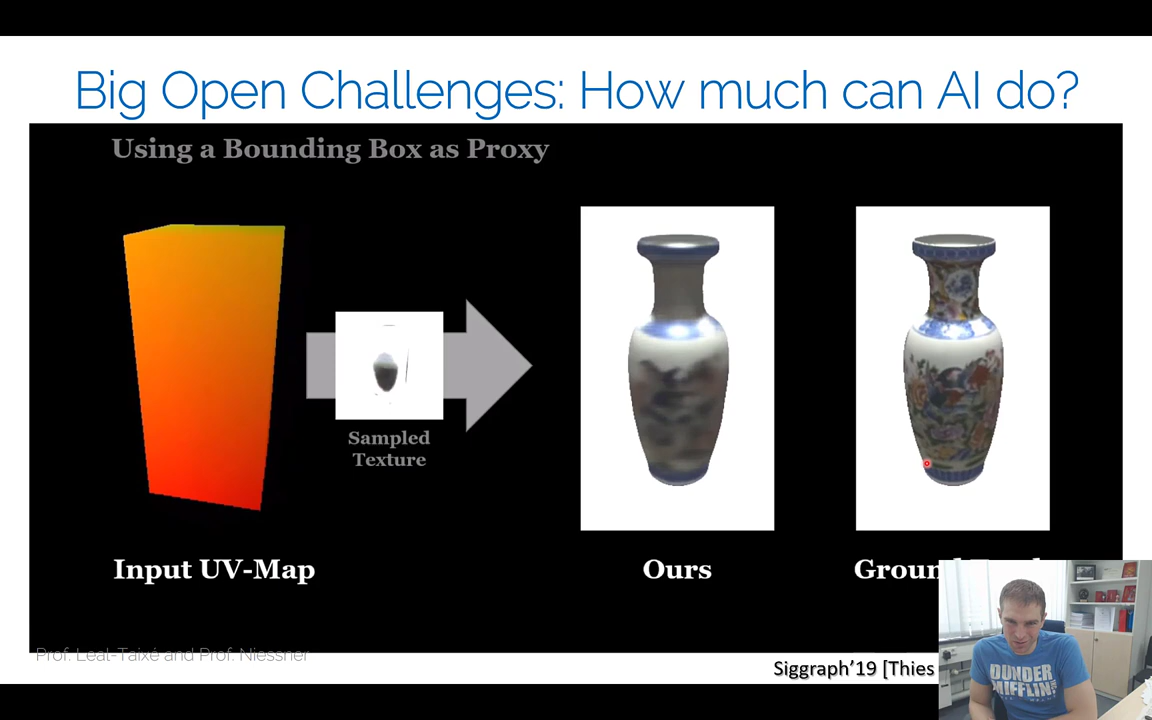 Big Open Challenges: How much can AI do?
Using a Bounding Box as Proxy
Sampled
Texture
Input UV-Map
Ours
Prof. Leal-Taixé and Prof. Niessner
Siggraph'19 [Thies
DUNDER
MIFFLIN